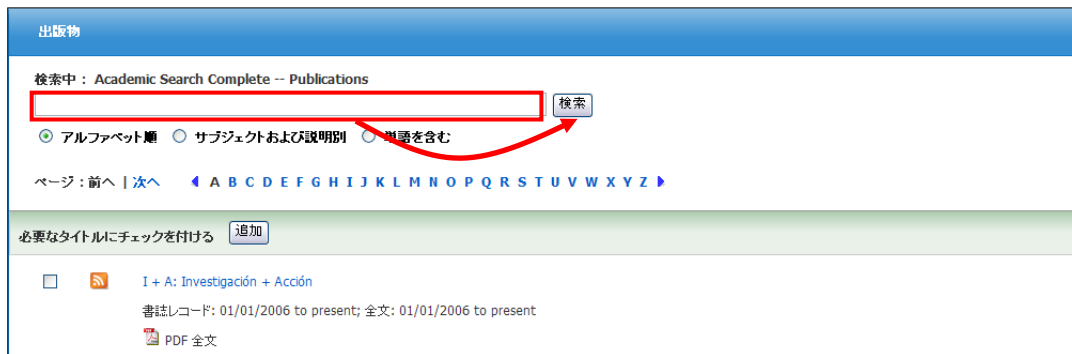 出版物
検索中： Academic Search Complete -- Publications
検索
アルファベット順 サブジェクトおよび説明別 単語を含む
ページ：前へ | 次へ A B C D E F G H I J K L M N O P Q R S T U V W X Y Z
必要なタイトルにチェックを付ける 追加
I + A: Investigación + Acción
書誌レコード: 01/01/2006 to present; 全文: 01/01/2006 to present
PDF 全文